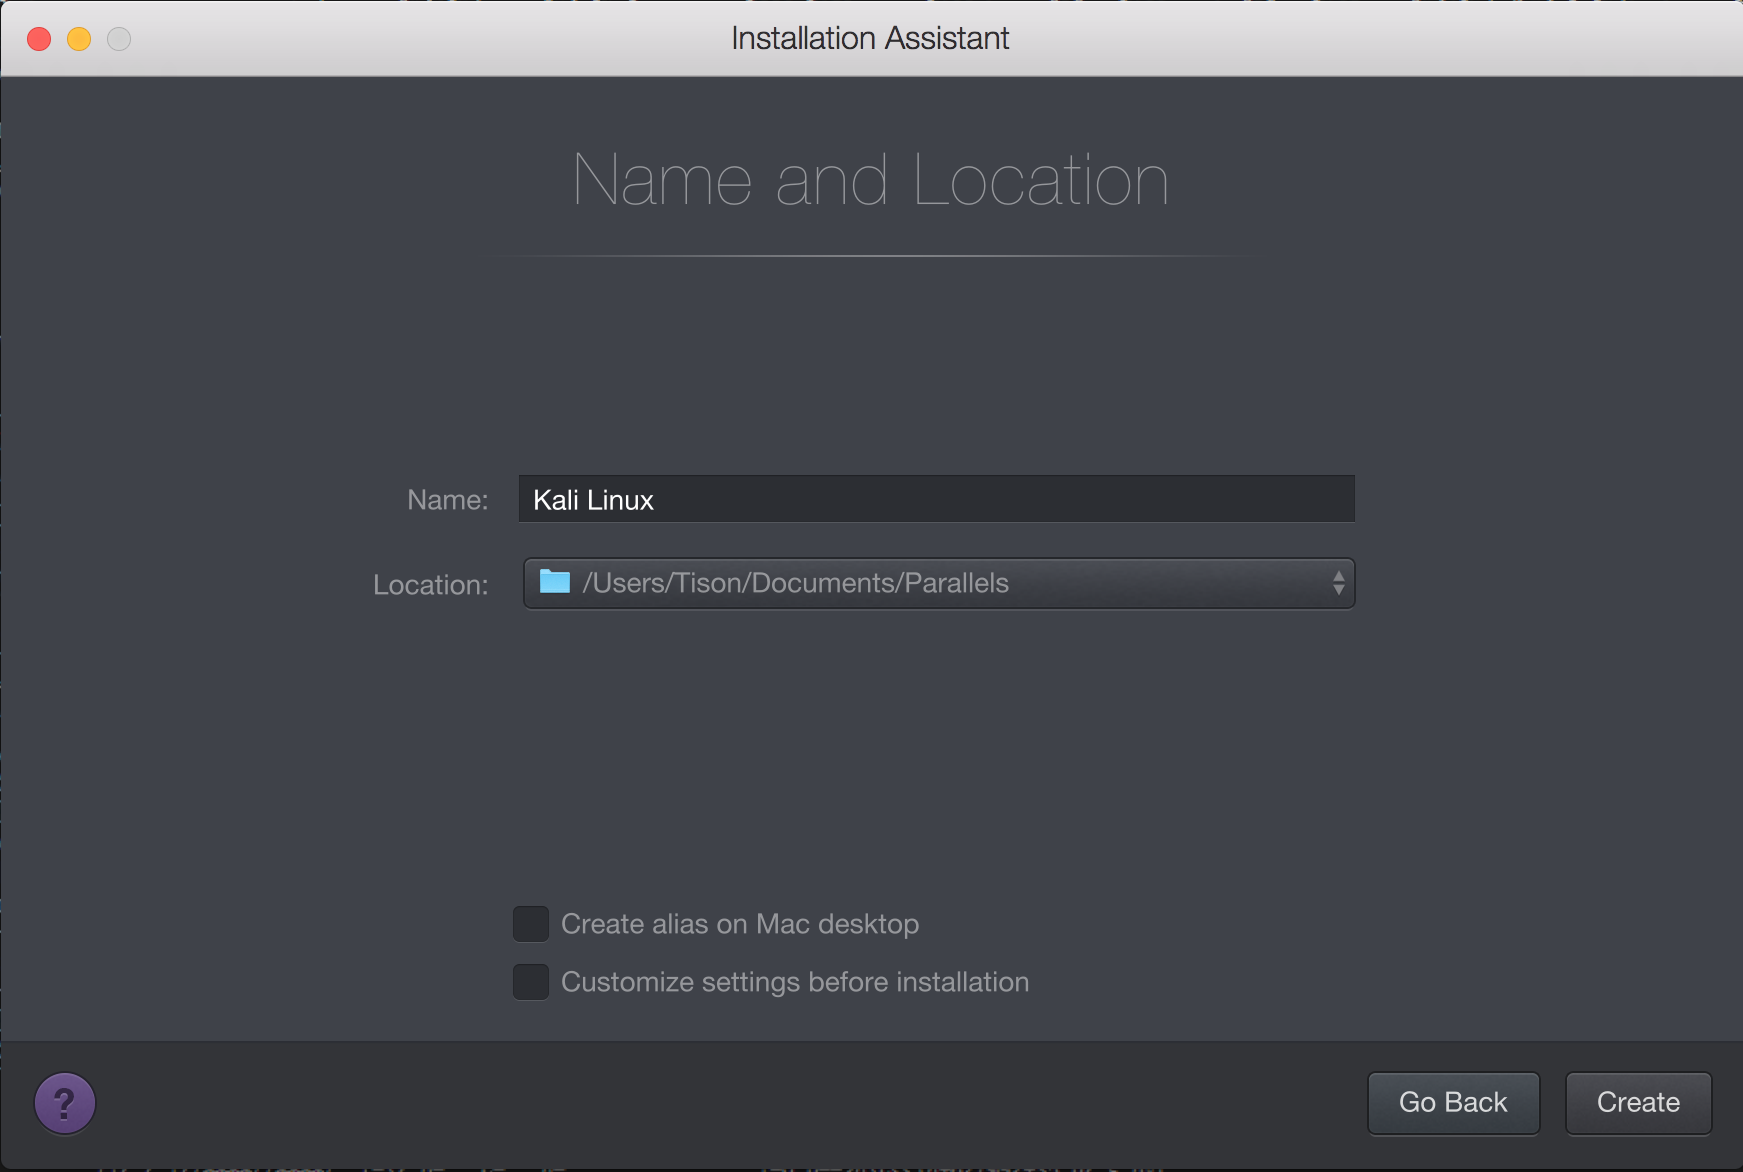 Installation Assistant
Name and Location
Name: Kali Linux
Location: /Users/Tison/Documents/Parallels
Create alias on Mac desktop
Customize settings before installation
? Go Back Create